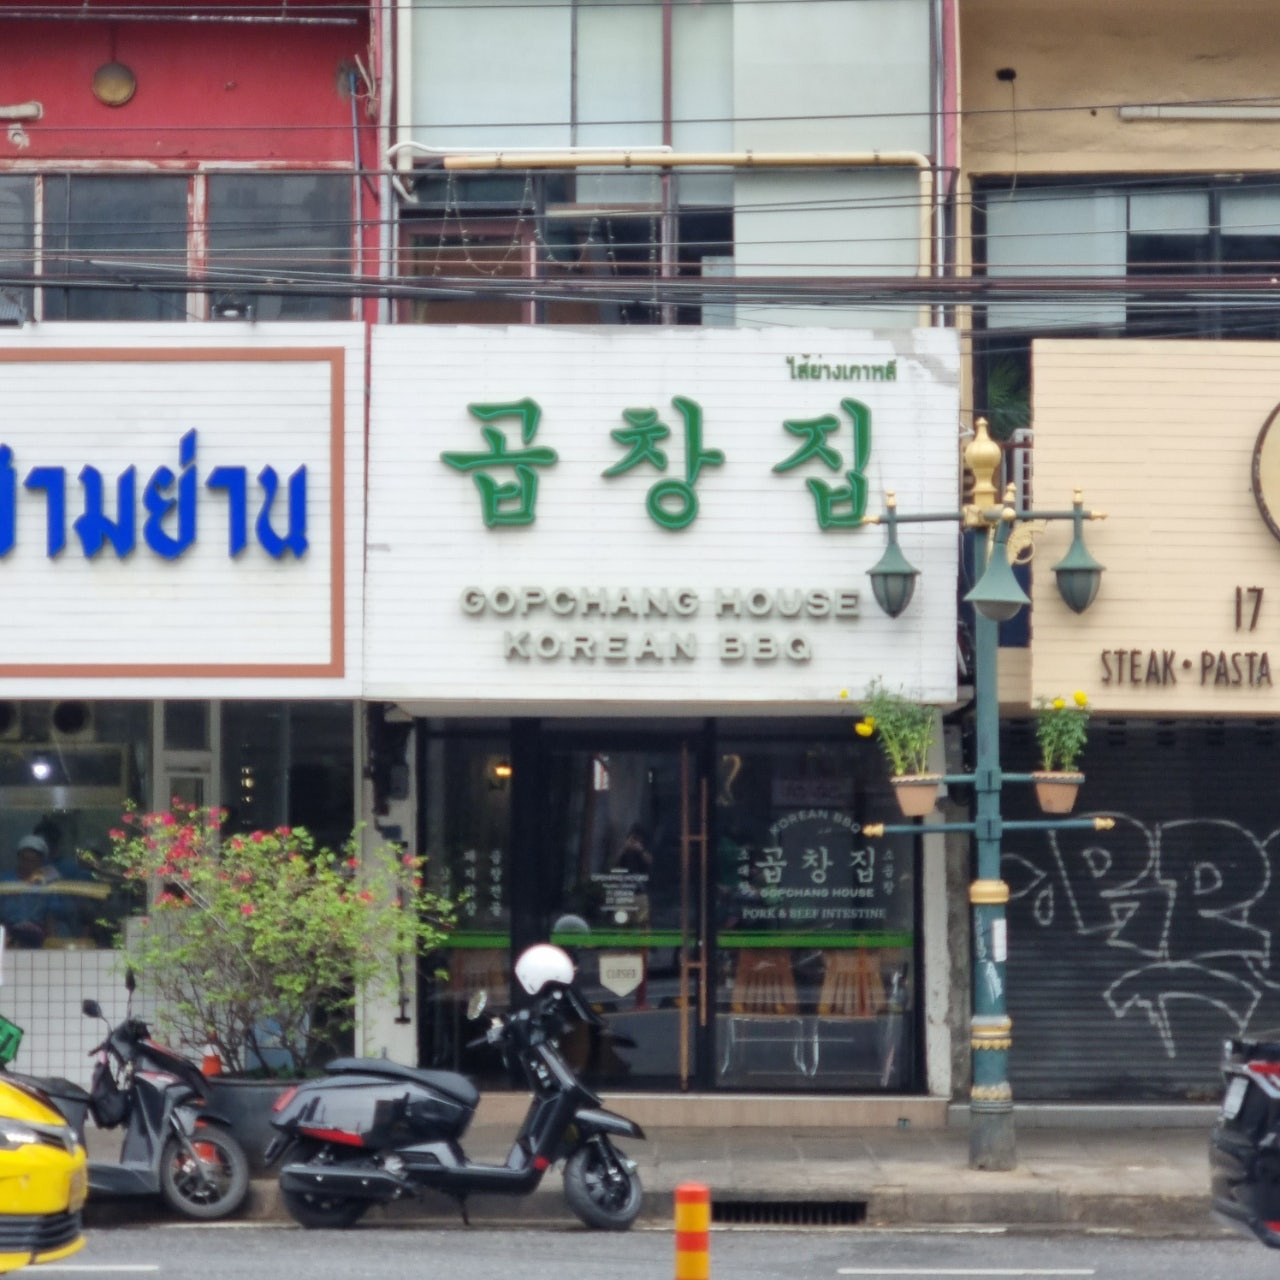 ามย่าน
ไส้ย่างเกาหลี
곱창집
GOPCHANG HOUSE
KOREAN BBQ
17
STEAK • PASTA
KOREAN BBQ
곱창집
GOPCHANG HOUSE
PORK & BEEF INTESTINE
CLOSED